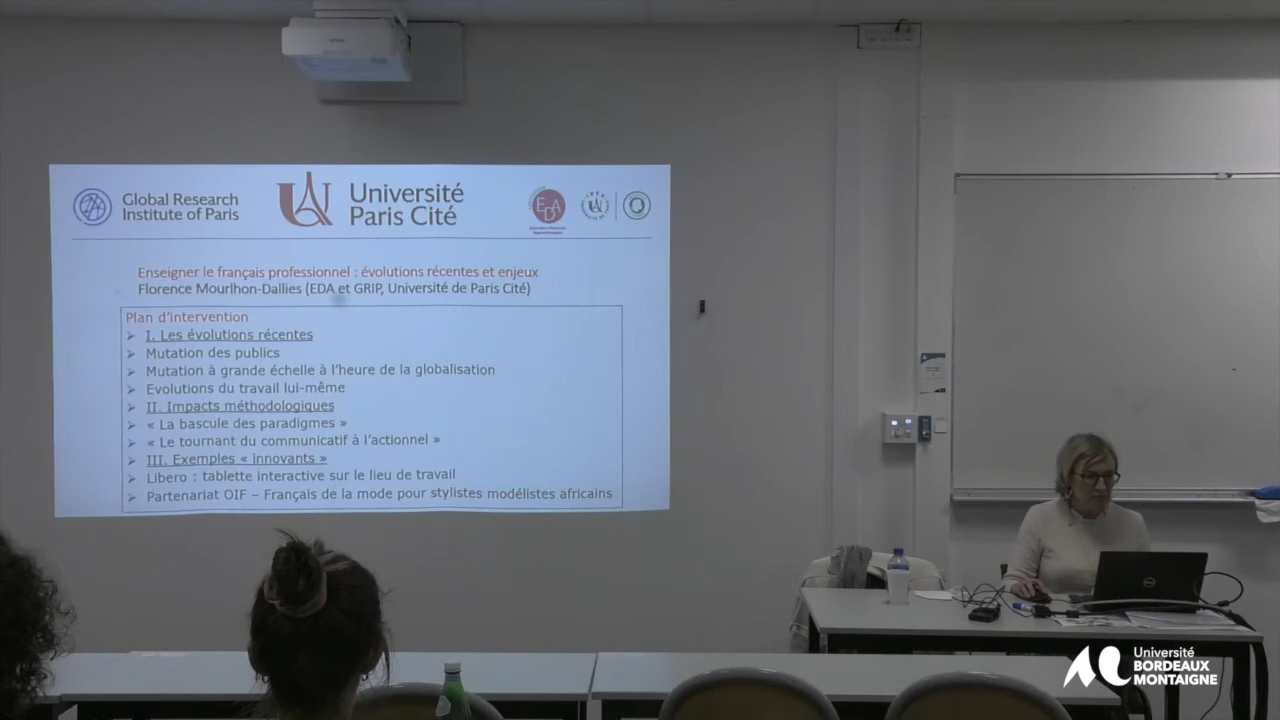 Global Research
Institute of Paris
Université
Paris Cité
EDA
Enseigner le français professionnel : évolutions récentes et enjeux
Florence Mourlhon-Dallies (EDA et GRIP, Université de Paris Cité)
Plan d'intervention
➢ I. Les évolutions récentes
➢ Mutation des publics
➢ Mutation à grande échelle à l'heure de la globalisation
➢ Evolutions du travail lui-même
➢ II. Impacts méthodologiques
➢ « La bascule des paradigmes »
➢ « Le tournant du communicatif à l'actionnel »
➢ III. Exemples « innovants »
➢ Libero : tablette interactive sur le lieu de travail
➢ Partenariat OIF – Français de la mode pour stylistes modélistes africains
DELL
Université
BORDEAUX
MONTAIGNE